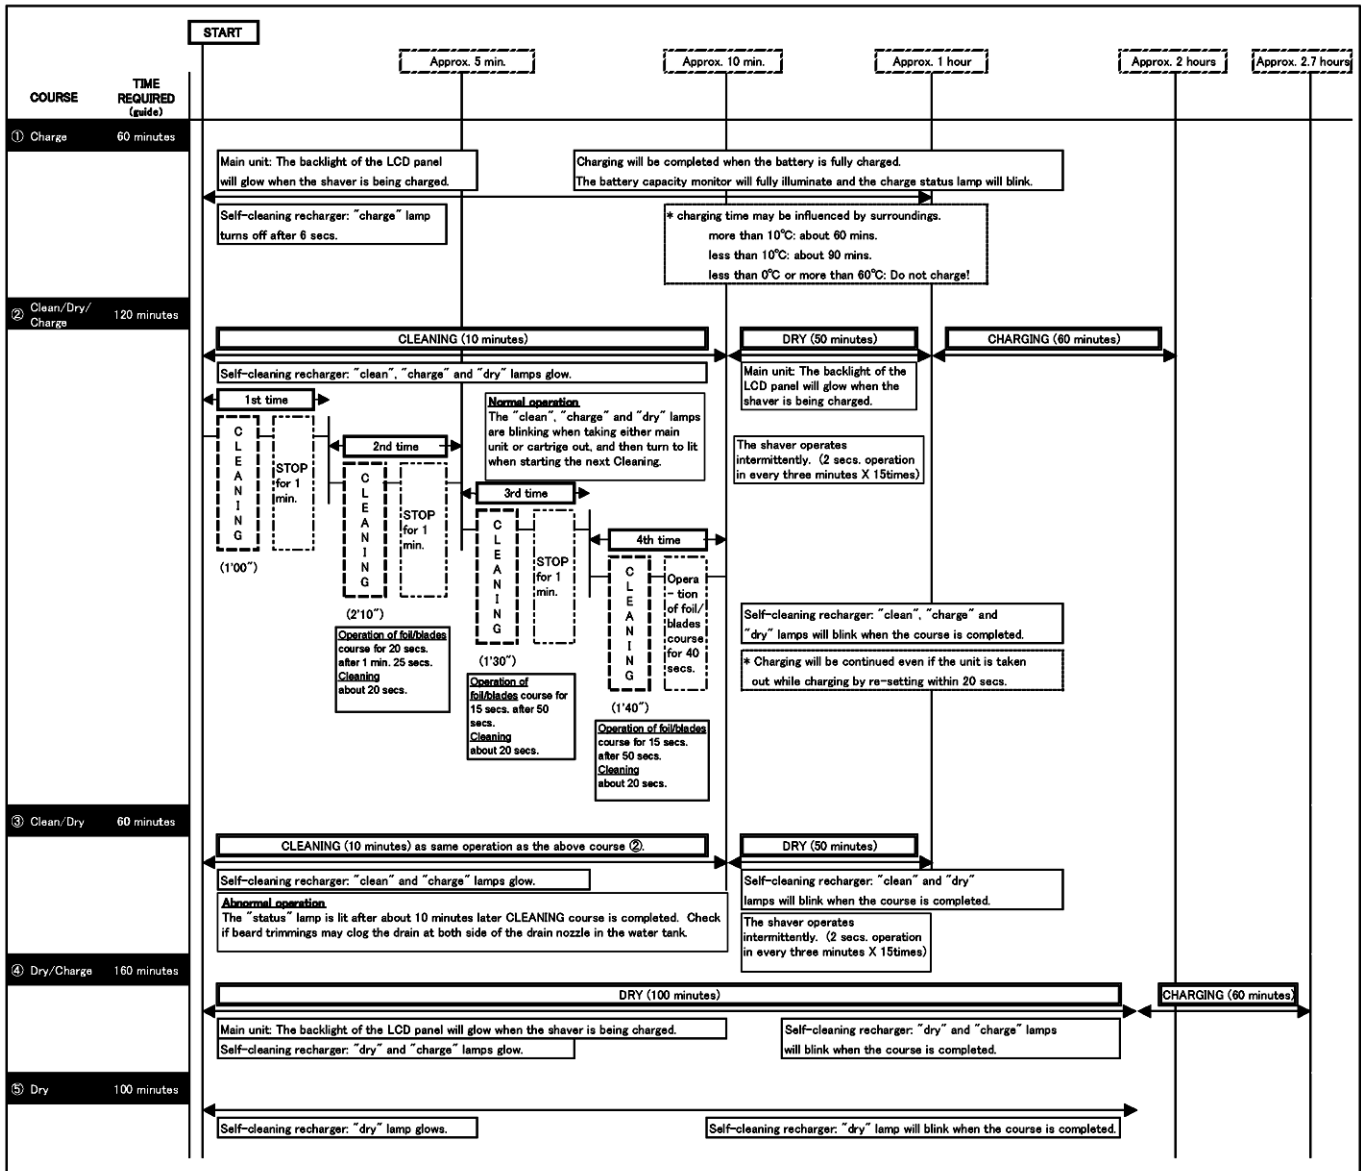 START
Approx. 5 min.
Approx. 10 min.
Approx. 1 hour
Approx. 2 hours
Approx. 2.7 hours
COURSE
TIME
REQUIRED
(guide)
① Charge 60 minutes
Main unit: The backlight of the LCD panel
will glow when the shaver is being charged.
Charging will be completed when the battery is fully charged.
The battery capacity monitor will fully illuminate and the charge status lamp will blink.
Self-cleaning recharger: "charge" lamp
turns off after 6 secs.
* charging time may be influenced by surroundings.
more than 10°C: about 60 mins.
less than 10°C: about 90 mins.
less than 0°C or more than 60°C: Do not charge!
② Clean/Dry/
Charge 120 minutes
CLEANING (10 minutes)
DRY (50 minutes)
CHARGING (60 minutes)
Self-cleaning recharger: "clean", "charge" and "dry" lamps glow.
Main unit: The backlight of the
LCD panel will glow when the
shaver is being charged.
1st time
CLEANING
STOP
for 1
min.
(1'00")
2nd time
CLEANING
STOP
for 1
min.
(2'10")
Operation of foil/blades
course for 20 secs.
after 1 min. 25 secs.
Cleaning
about 20 secs.
Normal operation
The "clean", "charge" and "dry" lamps
are blinking when taking either main
unit or cartrige out, and then turn to lit
when starting the next Cleaning.
3rd time
CLEANING
STOP
for 1
min.
(1'30")
Operation of
foil/blades course for
15 secs. after 50
secs.
Cleaning
about 20 secs.
4th time
CLEANING
Opera
- tion
of foil/
blades
course
for 40
secs.
(1'40")
Operation of foil/blades
course for 15 secs.
after 50 secs.
Cleaning
about 20 secs.
The shaver operates
intermittently. (2 secs. operation
in every three minutes X 15times)
Self-cleaning recharger: "clean", "charge" and
"dry" lamps will blink when the course is completed.
* Charging will be continued even if the unit is taken
out while charging by re-setting within 20 secs.
③ Clean/Dry 60 minutes
CLEANING (10 minutes) as same operation as the above course ②.
DRY (50 minutes)
Self-cleaning recharger: "clean" and "charge" lamps glow.
Self-cleaning recharger: "clean" and "dry"
lamps will blink when the course is completed.
Abnormal operation
The "status" lamp is lit after about 10 minutes later CLEANING course is completed. Check
if beard trimmings may clog the drain at both side of the drain nozzle in the water tank.
The shaver operates
intermittently. (2 secs. operation
in every three minutes X 15times)
④ Dry/Charge 160 minutes
DRY (100 minutes)
CHARGING (60 minutes)
Main unit: The backlight of the LCD panel will glow when the shaver is being charged.
Self-cleaning recharger: "dry" and "charge" lamps glow.
Self-cleaning recharger: "dry" and "charge" lamps
will blink when the course is completed.
⑤ Dry 100 minutes
Self-cleaning recharger: "dry" lamp glows.
Self-cleaning recharger: "dry" lamp will blink when the course is completed.